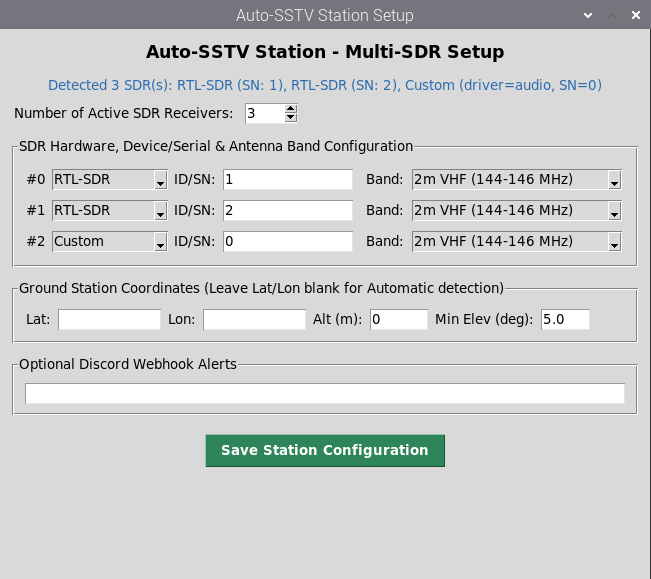 Auto-SSTV Station Setup
Auto-SSTV Station - Multi-SDR Setup
Detected 3 SDR(s): RTL-SDR (SN: 1), RTL-SDR (SN: 2), Custom (driver=audio, SN=0)
Number of Active SDR Receivers: 3
SDR Hardware, Device/Serial & Antenna Band Configuration
#0 RTL-SDR ID/SN: 1 Band: 2m VHF (144-146 MHz)
#1 RTL-SDR ID/SN: 2 Band: 2m VHF (144-146 MHz)
#2 Custom ID/SN: 0 Band: 2m VHF (144-146 MHz)
Ground Station Coordinates (Leave Lat/Lon blank for Automatic detection)
Lat: Lon: Alt (m): 0 Min Elev (deg): 5.0
Optional Discord Webhook Alerts
Save Station Configuration